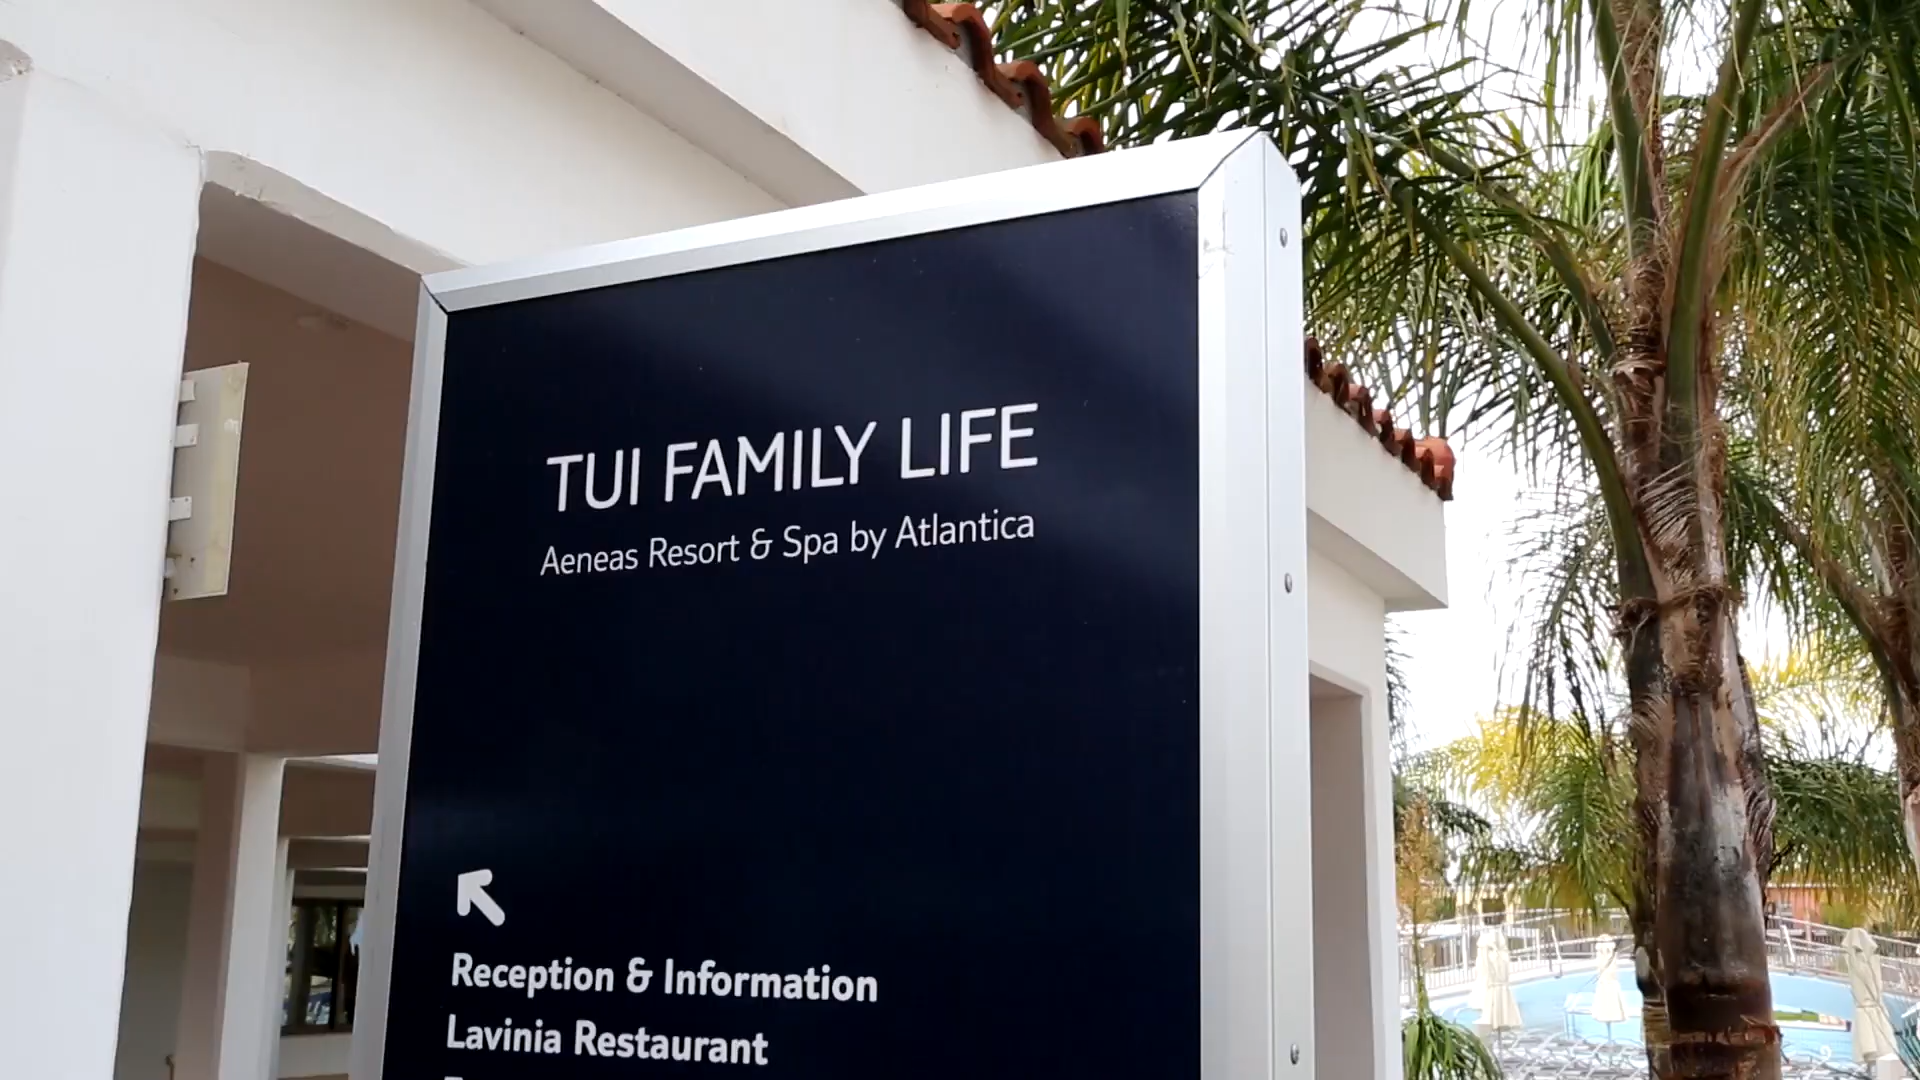 TUI FAMILY LIFE
Aeneas Resort & Spa by Atlantica
Reception & Information
Lavinia Restaurant